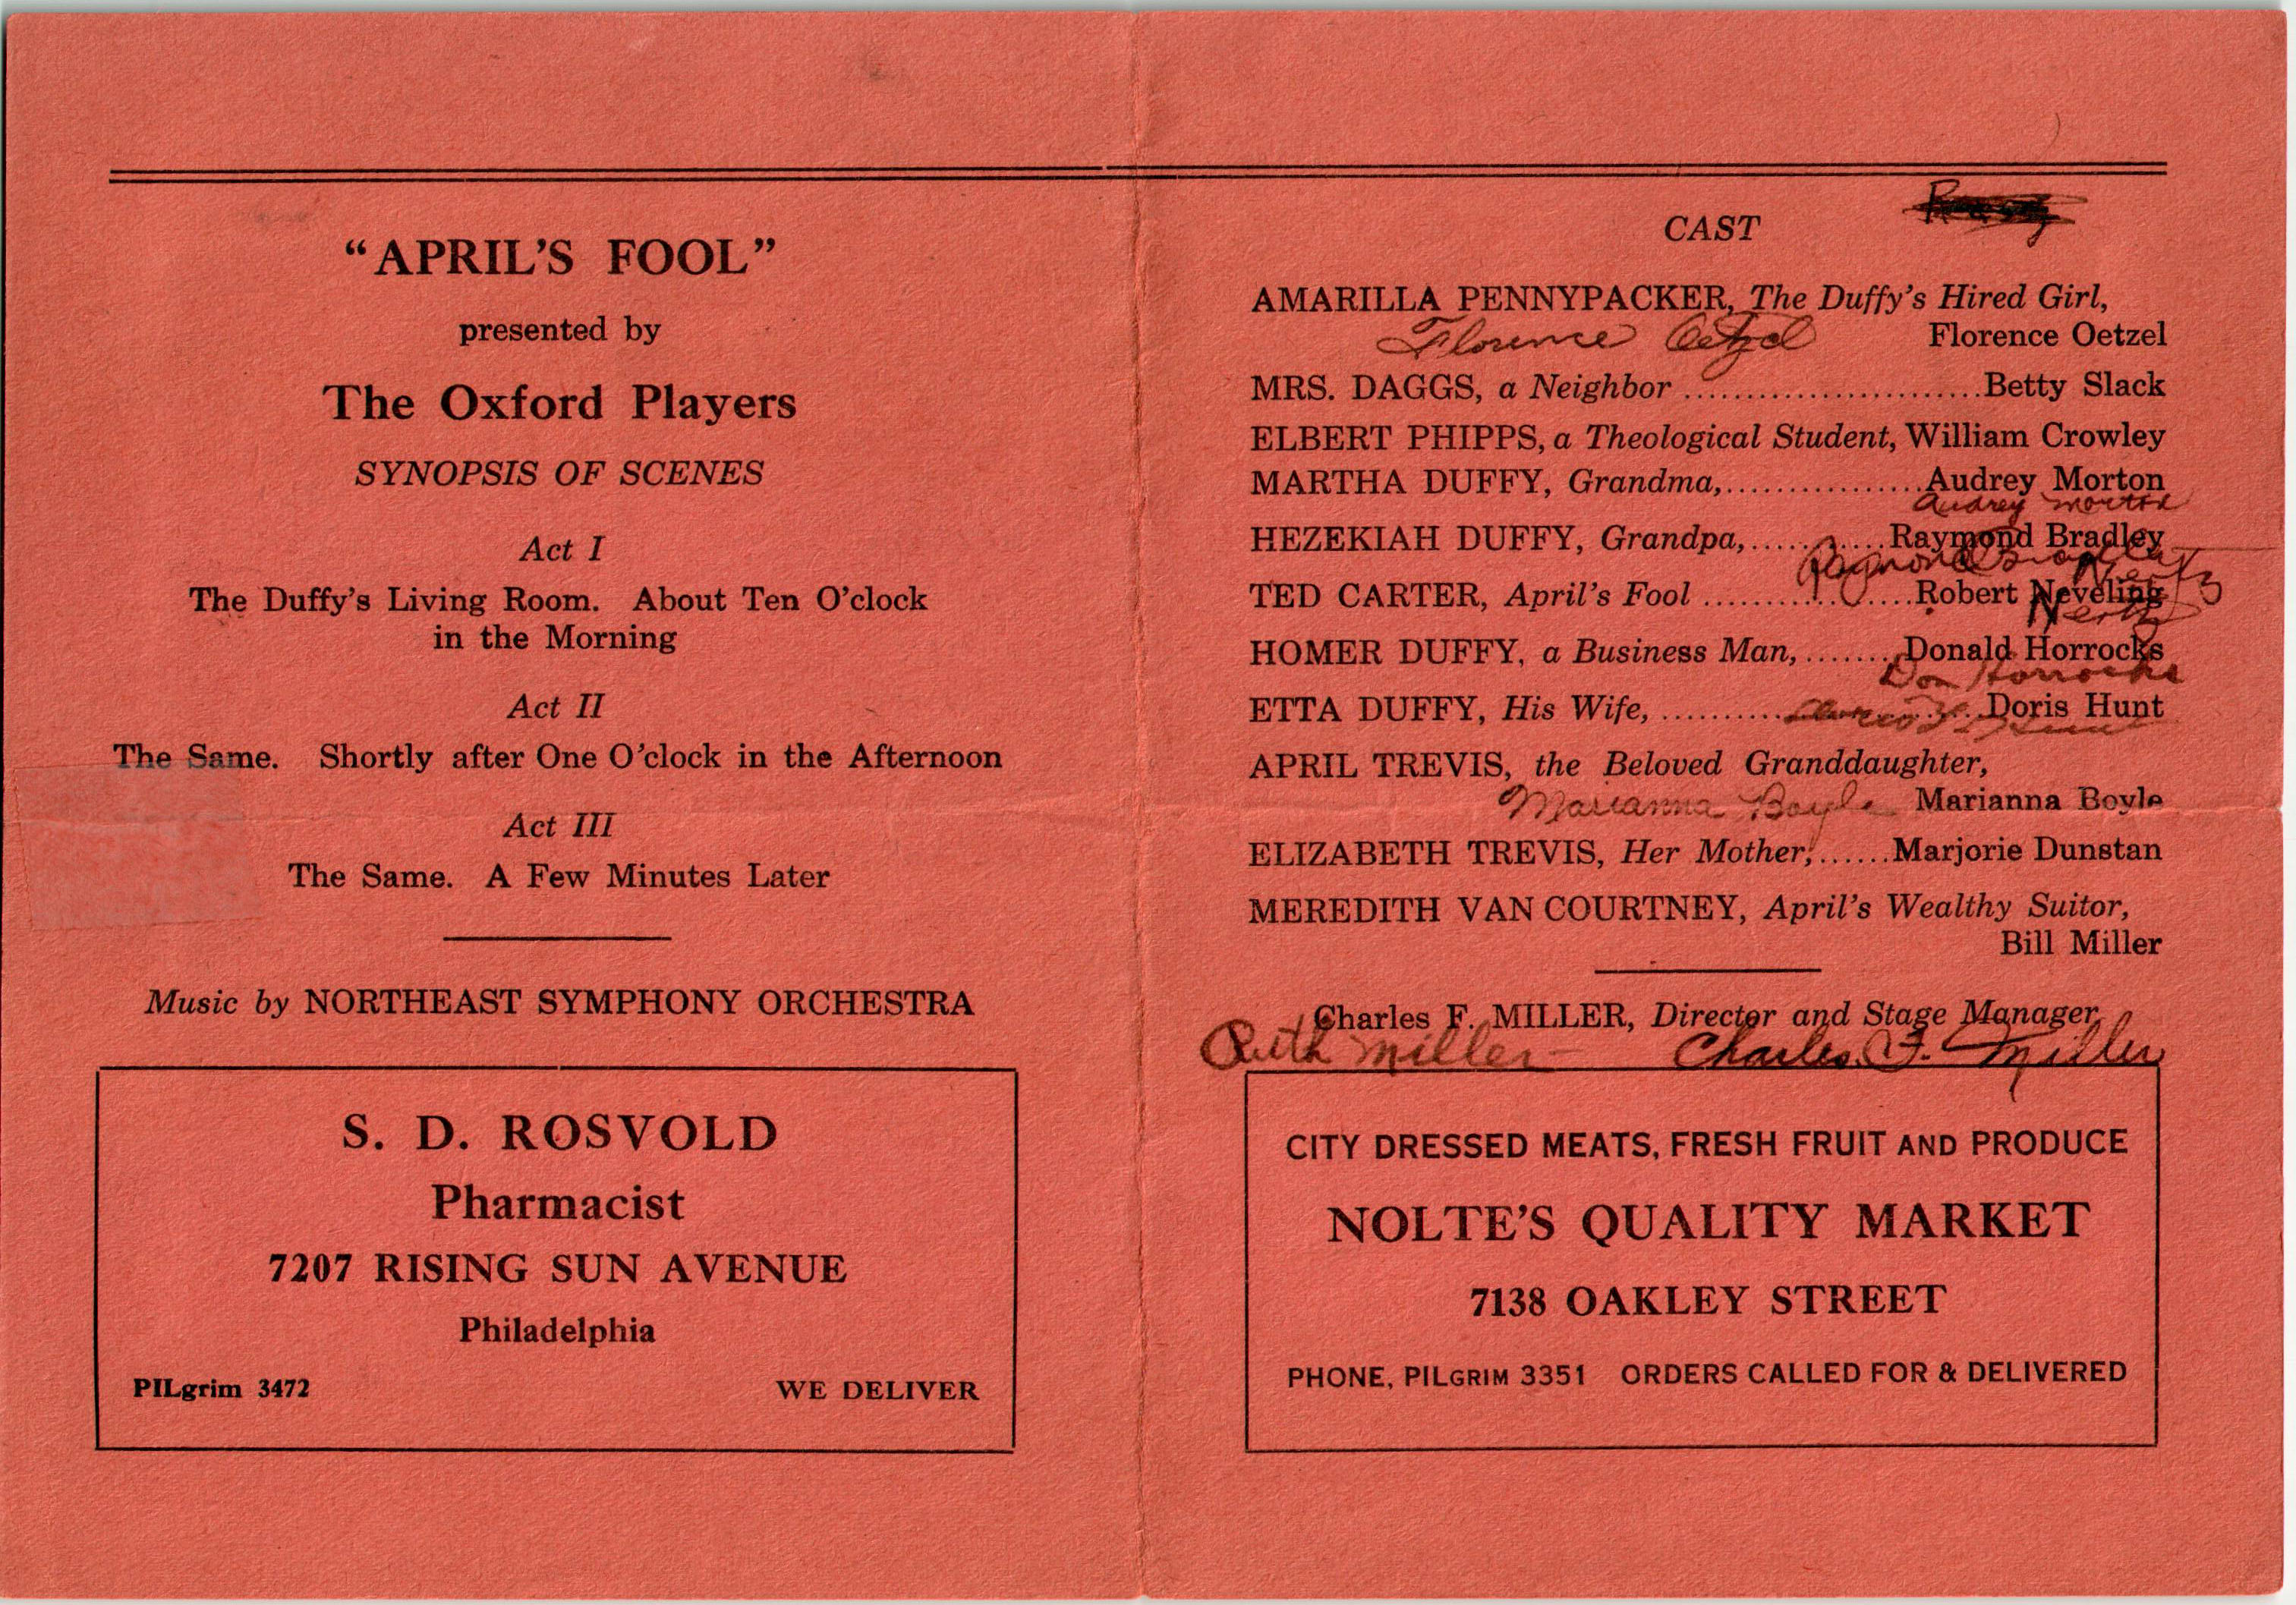 “APRIL’S FOOL”
presented by
The Oxford Players
SYNOPSIS OF SCENES
Act I
The Duffy’s Living Room. About Ten O’clock
in the Morning
Act II
The Same. Shortly after One O’clock in the Afternoon
Act III
The Same. A Few Minutes Later
Music by NORTHEAST SYMPHONY ORCHESTRA
S. D. ROSVOLD
Pharmacist
7207 RISING SUN AVENUE
Philadelphia
PILgrim 3472 WE DELIVER
CAST
AMARILLA PENNYPACKER, The Duffy’s Hired Girl,
Florence Oetzel Florence Oetzel
MRS. DAGGS, a Neighbor ........................Betty Slack
ELBERT PHIPPS, a Theological Student, William Crowley
MARTHA DUFFY, Grandma,................Audrey Morton
Audrey Morton
HEZEKIAH DUFFY, Grandpa,...........Raymond Bradley
Raymond Bradley
TED CARTER, April’s Fool .................Robert Neveling
HOMER DUFFY, a Business Man,.......Donald Horrocks
Don Horrocks
ETTA DUFFY, His Wife, ........................Doris Hunt
APRIL TREVIS, the Beloved Granddaughter,
Marianna Boyle Marianna Boyle
ELIZABETH TREVIS, Her Mother,......Marjorie Dunstan
MEREDITH VAN COURTNEY, April’s Wealthy Suitor,
Bill Miller
Charles F. MILLER, Director and Stage Manager
Ruth Miller Charles F. Miller
CITY DRESSED MEATS, FRESH FRUIT AND PRODUCE
NOLTE’S QUALITY MARKET
7138 OAKLEY STREET
PHONE, PILGRIM 3351 ORDERS CALLED FOR & DELIVERED